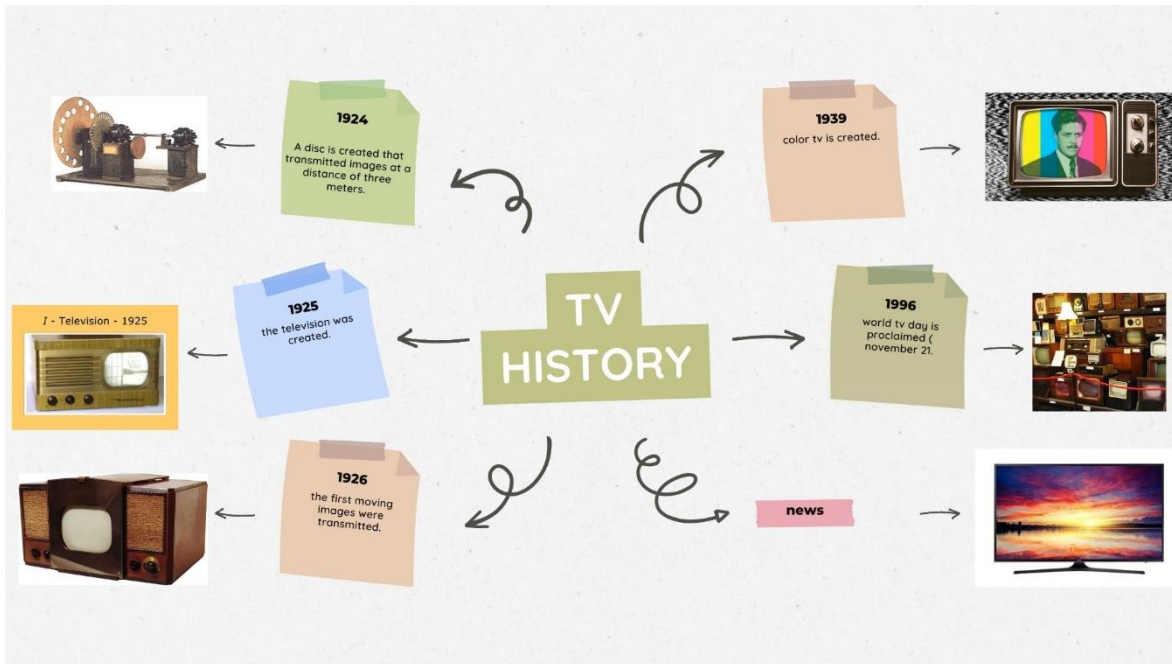 1924
A disc is created that
transmitted images at a
distance of three
meters.
1939
color tv is created.
I - Television - 1925
1925
the television was
created.
TV
HISTORY
1996
world tv day is
proclaimed (
november 21.
1926
the first moving
images were
transmitted.
news